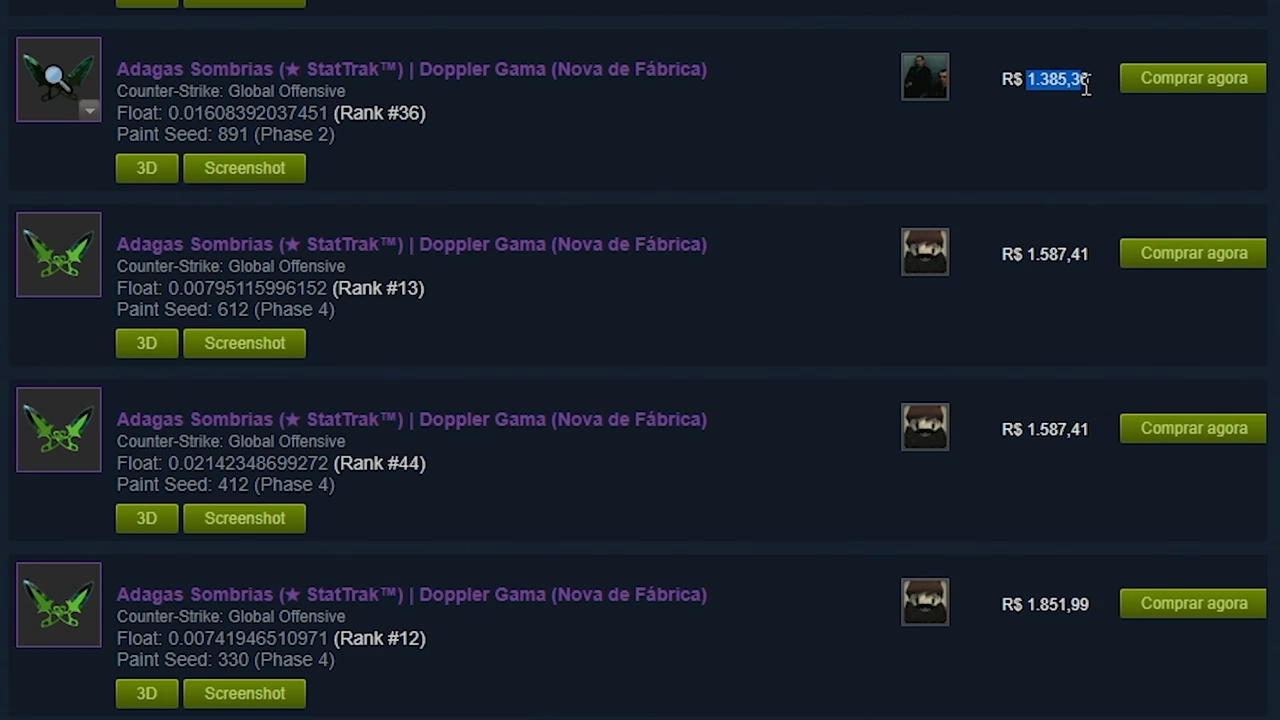 Adagas Sombrias (★ StatTrak™) | Doppler Gama (Nova de Fábrica)
Counter-Strike: Global Offensive
Float: 0.01608392037451 (Rank #36)
Paint Seed: 891 (Phase 2)
3D Screenshot
R$ 1.385,36
Comprar agora
Adagas Sombrias (★ StatTrak™) | Doppler Gama (Nova de Fábrica)
Counter-Strike: Global Offensive
Float: 0.00795115996152 (Rank #13)
Paint Seed: 612 (Phase 4)
3D Screenshot
R$ 1.587,41
Comprar agora
Adagas Sombrias (★ StatTrak™) | Doppler Gama (Nova de Fábrica)
Counter-Strike: Global Offensive
Float: 0.02142348699272 (Rank #44)
Paint Seed: 412 (Phase 4)
3D Screenshot
R$ 1.587,41
Comprar agora
Adagas Sombrias (★ StatTrak™) | Doppler Gama (Nova de Fábrica)
Counter-Strike: Global Offensive
Float: 0.00741946510971 (Rank #12)
Paint Seed: 330 (Phase 4)
3D Screenshot
R$ 1.851,99
Comprar agora